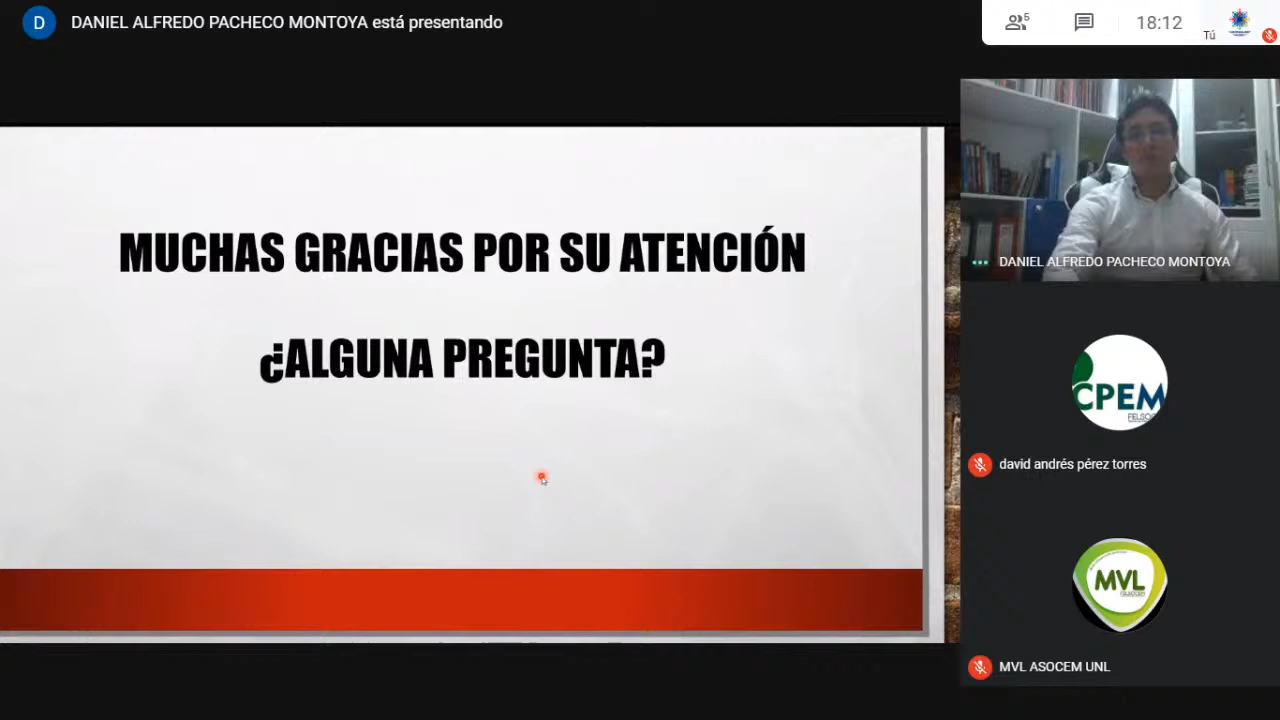 D DANIEL ALFREDO PACHECO MONTOYA está presentando
5
18:12
Tú
MUCHAS GRACIAS POR SU ATENCIÓN
¿ALGUNA PREGUNTA?
DANIEL ALFREDO PACHECO MONTOYA
CPEM
david andrés pérez torres
MVL
FELSOCEM
MVL ASOCEM UNL